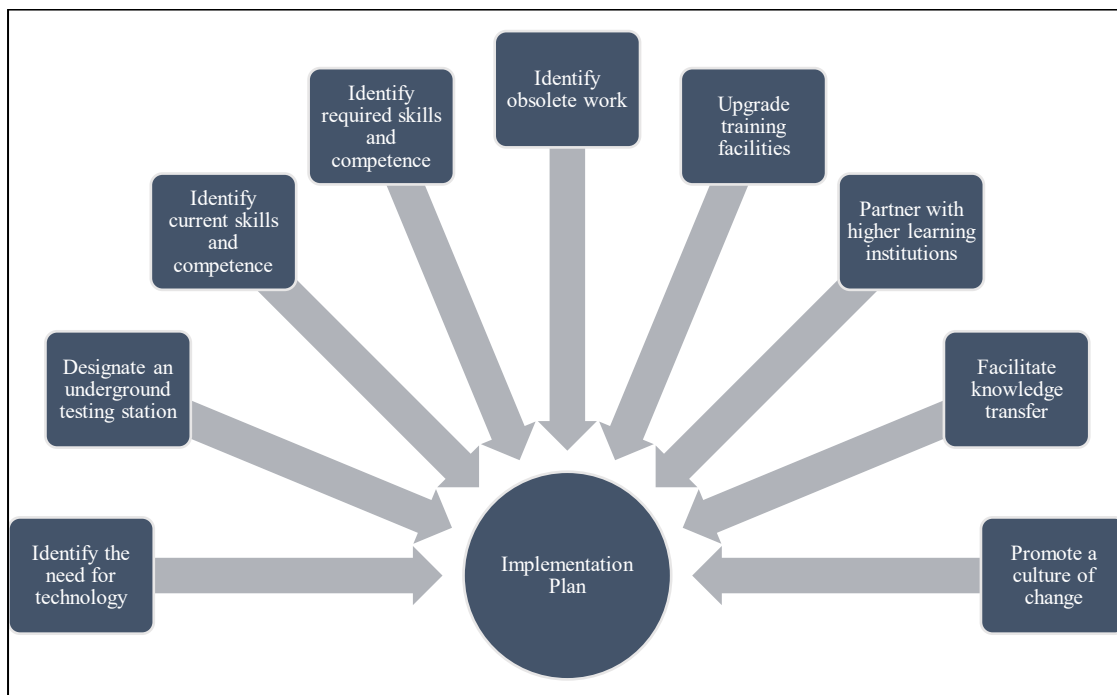 Identify the
need for
technology
Designate an
underground
testing station
Identify
current skills
and
competence
Identify
required skills
and
competence
Identify
obsolete work
Upgrade
training
facilities
Partner with
higher learning
institutions
Facilitate
knowledge
transfer
Promote a
culture of
change
Implementation
Plan